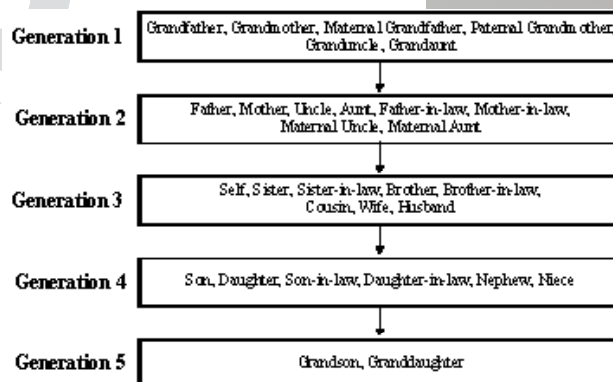 Generation 1
Grandfather, Grandmother, Maternal Grandfather, Paternal Grandmother,
Granduncle, Grandaunt
Generation 2
Father, Mother, Uncle, Aunt, Father-in-law, Mother-in-law,
Maternal Uncle, Maternal Aunt
Generation 3
Self, Sister, Sister-in-law, Brother, Brother-in-law,
Cousin, Wife, Husband
Generation 4
Son, Daughter, Son-in-law, Daughter-in-law, Nephew, Niece
Generation 5
Grandson, Granddaughter